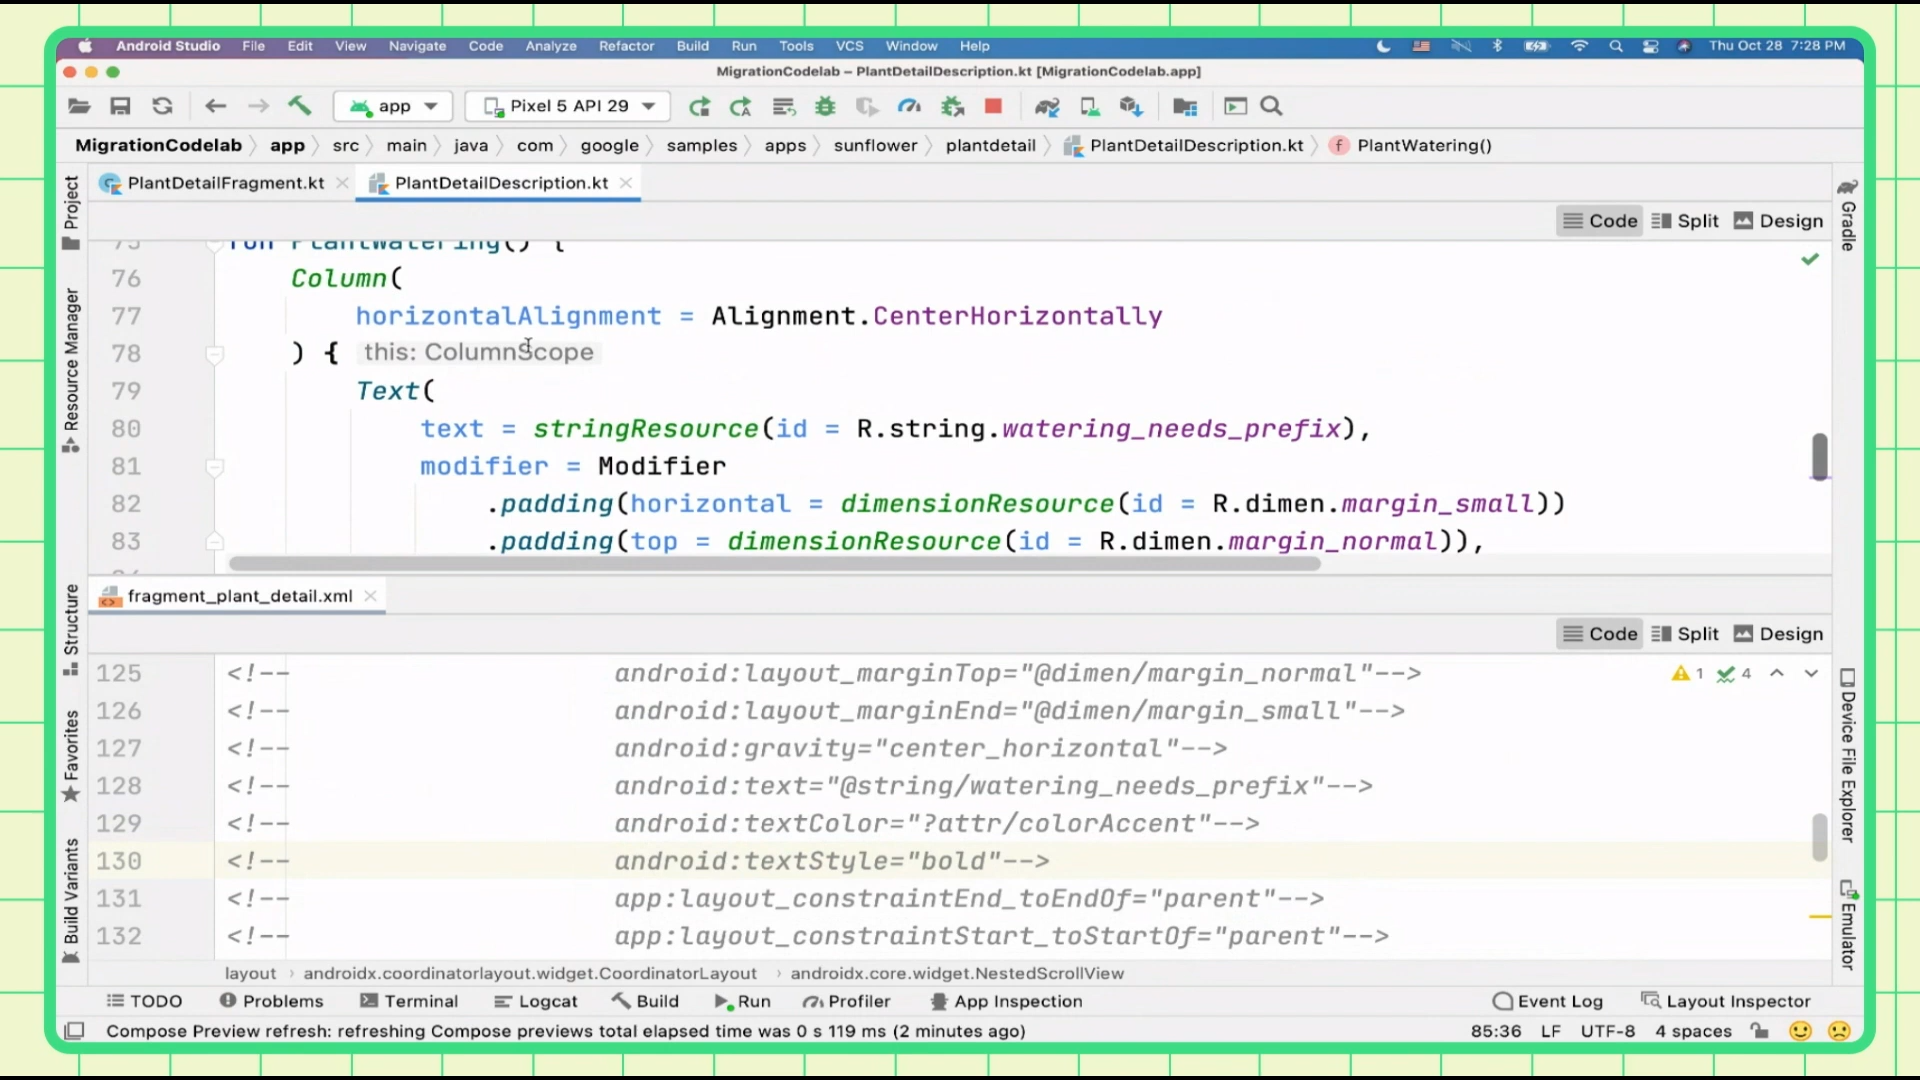 Android Studio File Edit View Navigate Code Analyze Refactor Build Run Tools VCS Window Help Thu Oct 28 7:28 PM
MigrationCodelab – PlantDetailDescription.kt [MigrationCodelab.app]
app Pixel 5 API 29
MigrationCodelab app src main java com google samples apps sunflower plantdetail PlantDetailDescription.kt f PlantWatering()
PlantDetailFragment.kt PlantDetailDescription.kt
Code Split Design
75 fun PlantWatering() {
76 Column(
77 horizontalAlignment = Alignment.CenterHorizontally
78 ) { this: ColumnScope
79 Text(
80 text = stringResource(id = R.string.watering_needs_prefix),
81 modifier = Modifier
82 .padding(horizontal = dimensionResource(id = R.dimen.margin_small))
83 .padding(top = dimensionResource(id = R.dimen.margin_normal)),
fragment_plant_detail.xml
Code Split Design
125 <!-- android:layout_marginTop="@dimen/margin_normal"--> 1 4
126 <!-- android:layout_marginEnd="@dimen/margin_small"-->
127 <!-- android:gravity="center_horizontal"-->
128 <!-- android:text="@string/watering_needs_prefix"-->
129 <!-- android:textColor="?attr/colorAccent"-->
130 <!-- android:textStyle="bold"-->
131 <!-- app:layout_constraintEnd_toEndOf="parent"-->
132 <!-- app:layout_constraintStart_toStartOf="parent"-->
layout › androidx.coordinatorlayout.widget.CoordinatorLayout › androidx.core.widget.NestedScrollView
TODO Problems Terminal Logcat Build Run Profiler App Inspection Event Log Layout Inspector
Compose Preview refresh: refreshing Compose previews total elapsed time was 0 s 119 ms (2 minutes ago) 85:36 LF UTF-8 4 spaces
Project
Resource Manager
Structure
Favorites
Build Variants
Gradle
Device File Explorer
Emulator